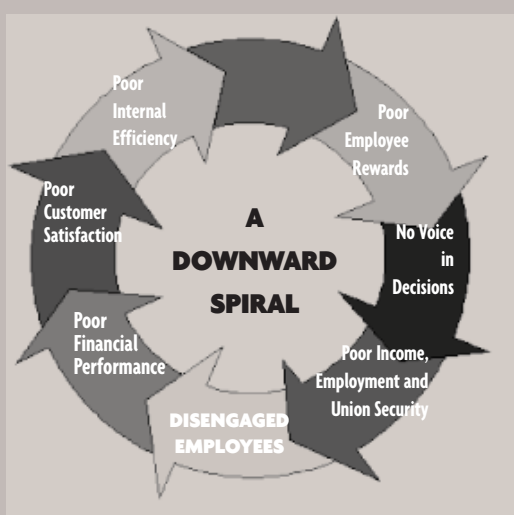 Poor
Internal
Efficiency
Poor
Employee
Rewards
No Voice
in
Decisions
Poor Income,
Employment and
Union Security
DISENGAGED
EMPLOYEES
Poor
Financial
Performance
Poor
Customer
Satisfaction
A
DOWNWARD
SPIRAL